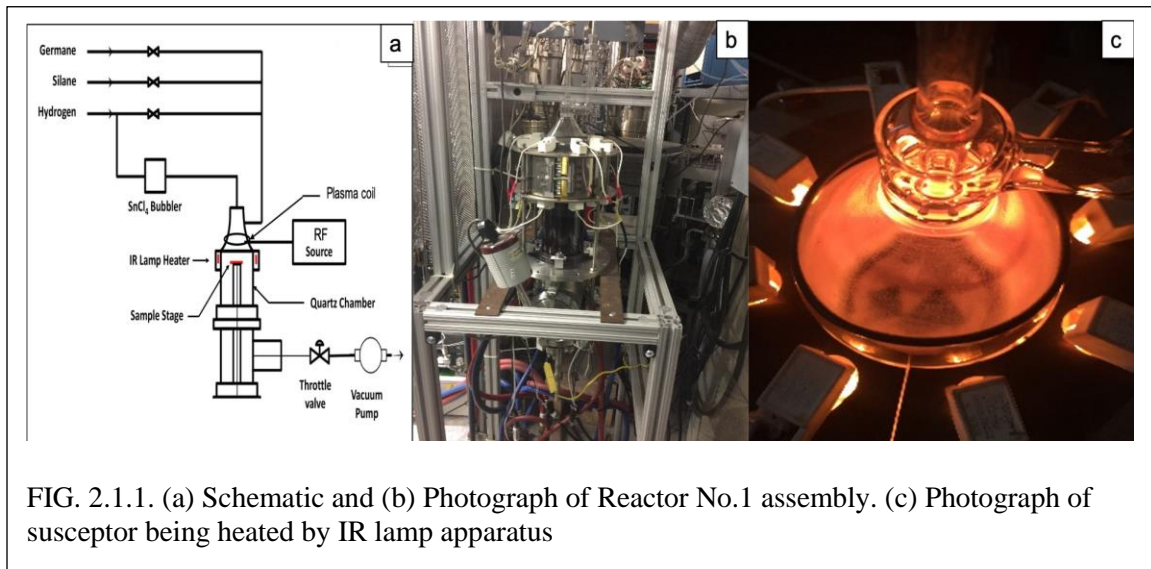 a
b
c
Germane
Silane
Hydrogen
SnCl₄ Bubbler
Plasma coil
RF
Source
IR Lamp Heater
Quartz Chamber
Sample Stage
Throttle
valve
Vacuum
Pump
FIG. 2.1.1. (a) Schematic and (b) Photograph of Reactor No.1 assembly. (c) Photograph of
susceptor being heated by IR lamp apparatus